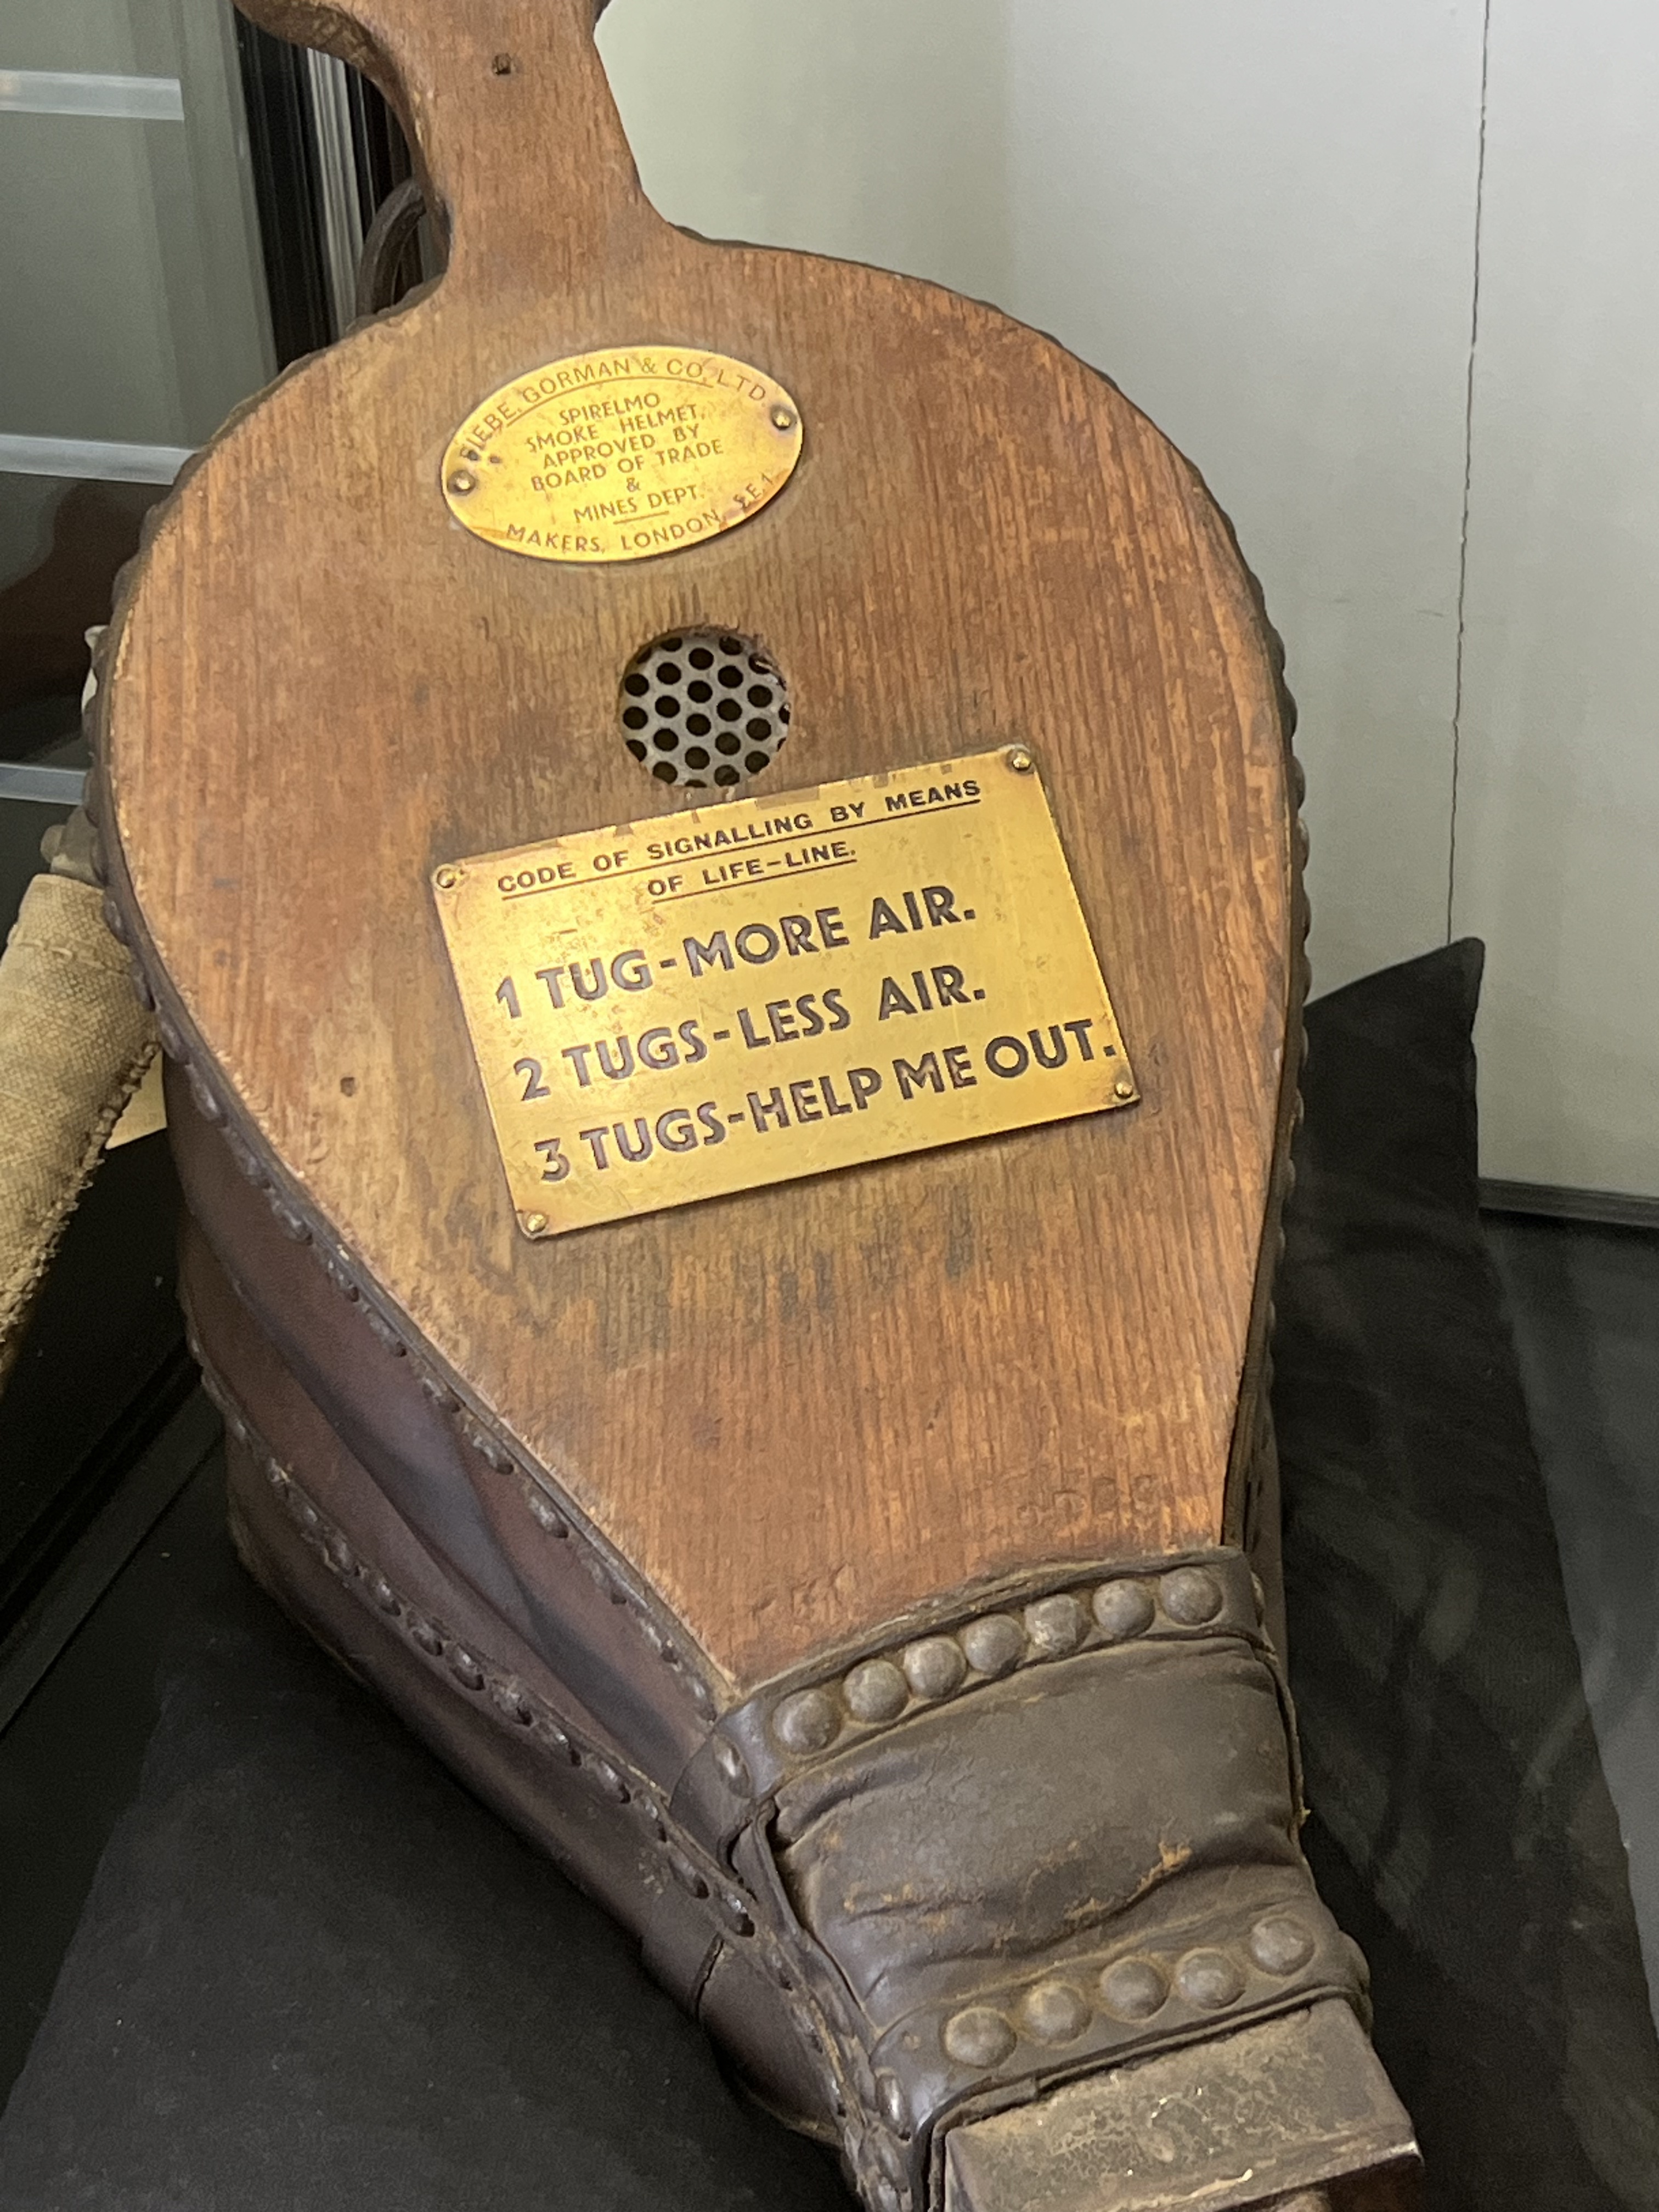 SIEBE, GORMAN & CO. LTD.
SPIRELMO
SMOKE HELMET,
APPROVED BY
BOARD OF TRADE
&
MINES DEPT.
MAKERS, LONDON, S.E.1
CODE OF SIGNALLING BY MEANS
OF LIFE-LINE.
1 TUG-MORE AIR.
2 TUGS-LESS AIR.
3 TUGS-HELP ME OUT.